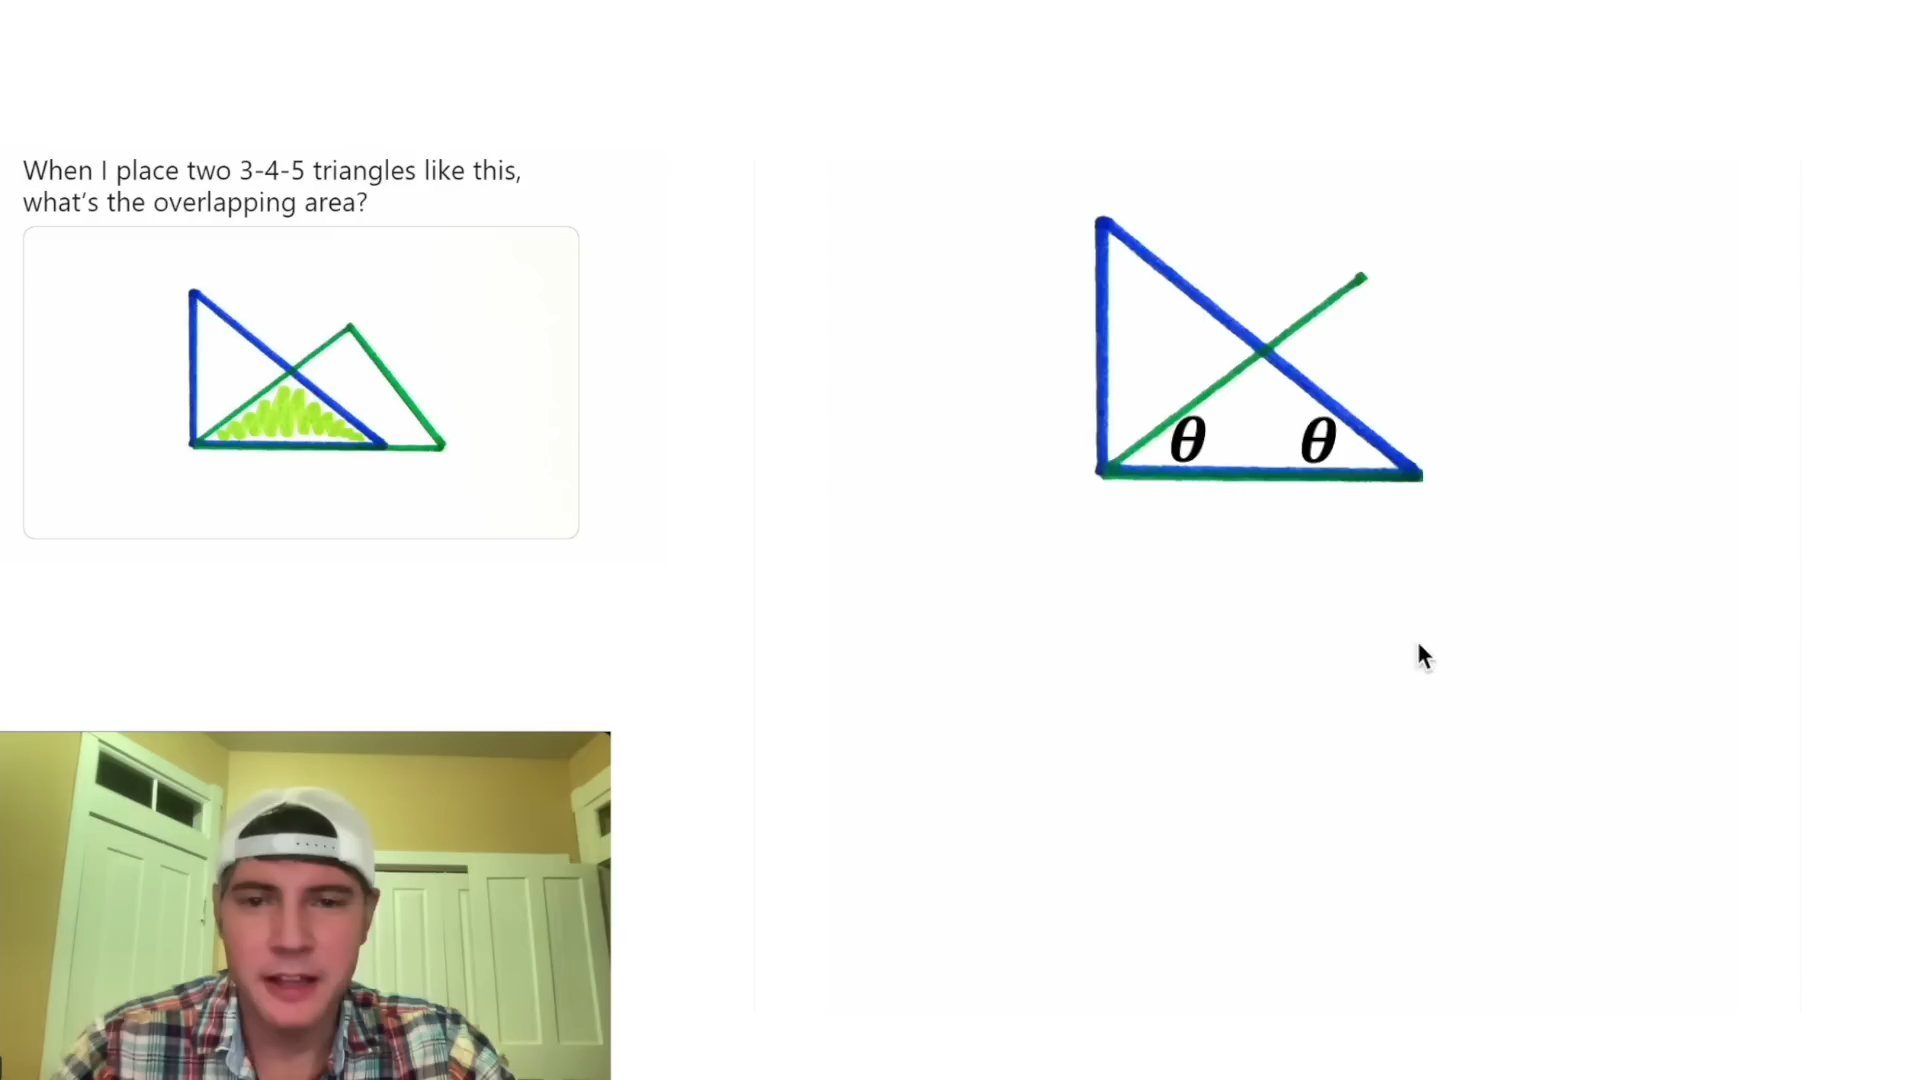 When I place two 3-4-5 triangles like this,
what's the overlapping area?
θ θ